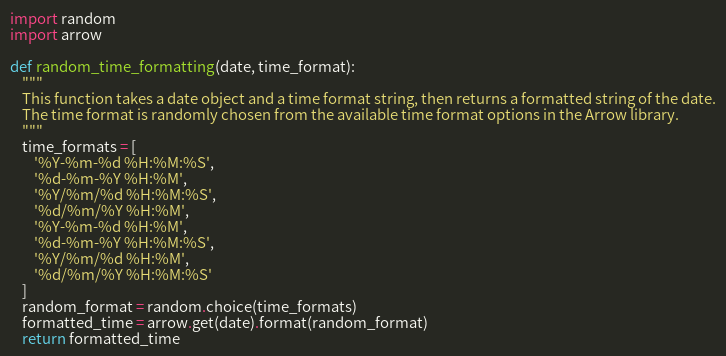 import random
import arrow

def random_time_formatting(date, time_format):
    """
    This function takes a date object and a time format string, then returns a formatted string of the date.
    The time format is randomly chosen from the available time format options in the Arrow library.
    """
    time_formats = [
        '%Y-%m-%d %H:%M:%S',
        '%d-%m-%Y %H:%M',
        '%Y/%m/%d %H:%M:%S',
        '%d/%m/%Y %H:%M',
        '%Y-%m-%d %H:%M',
        '%d-%m-%Y %H:%M:%S',
        '%Y/%m/%d %H:%M',
        '%d/%m/%Y %H:%M:%S'
    ]
    random_format = random.choice(time_formats)
    formatted_time = arrow.get(date).format(random_format)
    return formatted_time